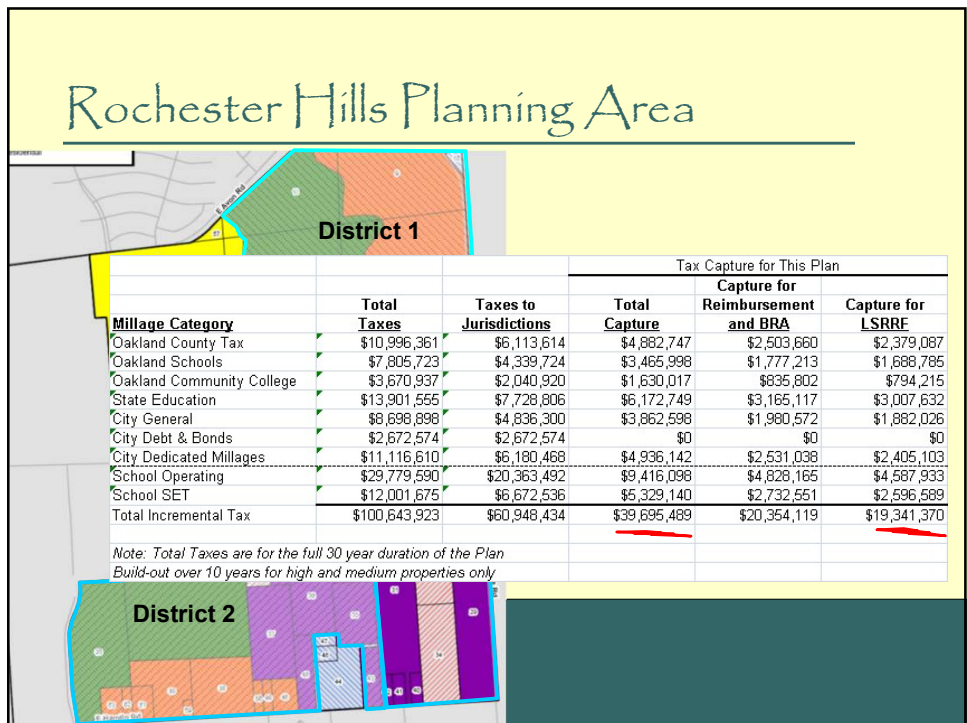 Rochester Hills Planning Area
E Avon Rd
District 1
Tax Capture for This Plan
Capture for
Total Taxes to Total Reimbursement Capture for
Millage Category Taxes Jurisdictions Capture and BRA LSRRF
Oakland County Tax $10,996,361 $6,113,614 $4,882,747 $2,503,660 $2,379,087
Oakland Schools $7,805,723 $4,339,724 $3,465,998 $1,777,213 $1,688,785
Oakland Community College $3,670,937 $2,040,920 $1,630,017 $835,802 $794,215
State Education $13,901,555 $7,728,806 $6,172,749 $3,165,117 $3,007,632
City General $8,698,898 $4,836,300 $3,862,598 $1,980,572 $1,882,026
City Debt & Bonds $2,672,574 $2,672,574 $0 $0 $0
City Dedicated Millages $11,116,610 $6,180,468 $4,936,142 $2,531,038 $2,405,103
School Operating $29,779,590 $20,363,492 $9,416,098 $4,828,165 $4,587,933
School SET $12,001,675 $6,672,536 $5,329,140 $2,732,551 $2,596,589
Total Incremental Tax $100,643,923 $60,948,434 $39,695,489 $20,354,119 $19,341,370
Note: Total Taxes are for the full 30 year duration of the Plan
Build-out over 10 years for high and medium properties only
District 2